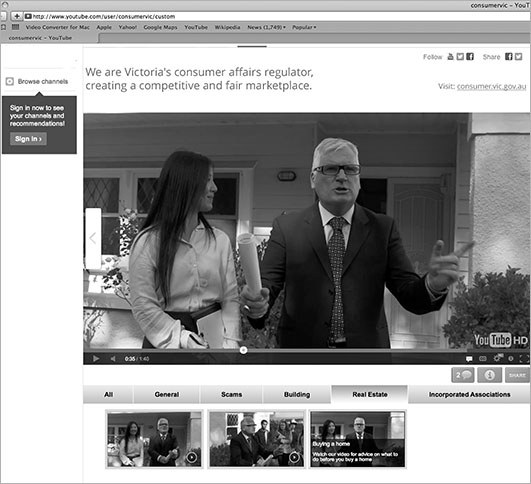 consumervic – YouT
http://www.youtube.com/user/consumervic/custom
Video Converter for Mac Apple Yahoo! Google Maps YouTube Wikipedia News (1,749) Popular
consumervic – YouTube
Follow Share
Browse channels
We are Victoria's consumer affairs regulator,
creating a competitive and fair marketplace.
Visit: consumer.vic.gov.au
Sign in now to see
your channels and
recommendations!
Sign in ›
YouTube HD
0:35 / 1:40
2
SHARE
All General Scams Building Real Estate Incorporated Associations
Buying a home
Watch our video for advice on what to
do before you buy a home